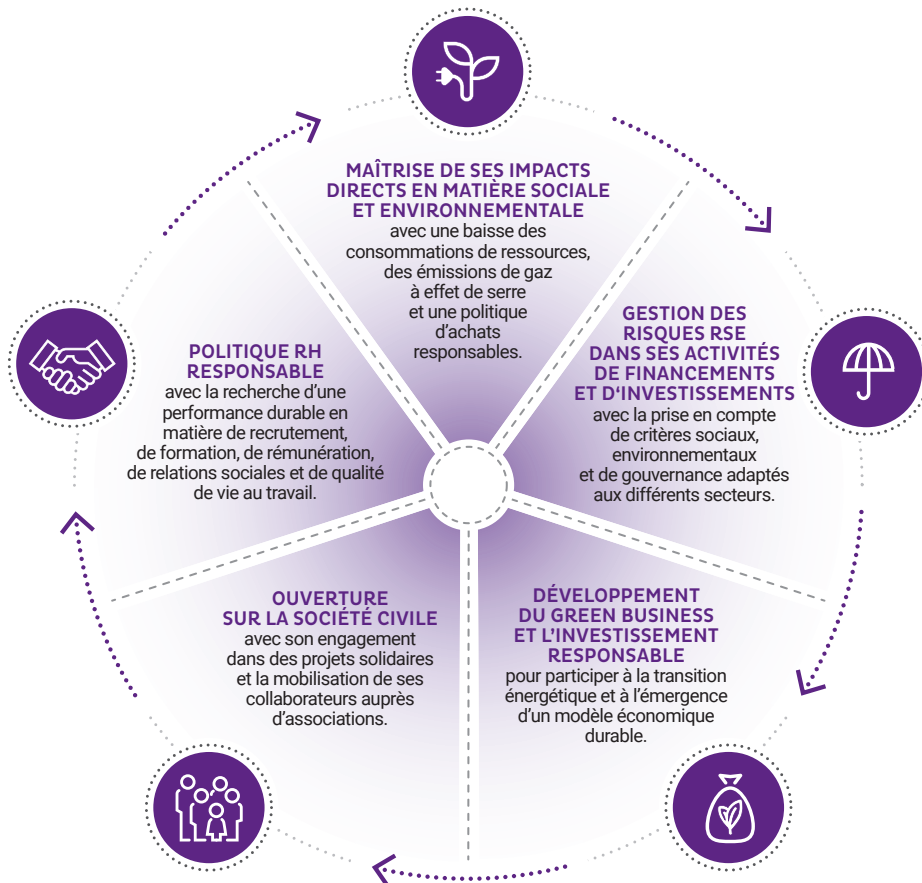 MAÎTRISE DE SES IMPACTS
DIRECTS EN MATIÈRE SOCIALE
ET ENVIRONNEMENTALE
avec une baisse des
consommations de ressources,
des émissions de gaz
à effet de serre
et une politique
d'achats
responsables.
GESTION DES
RISQUES RSE
DANS SES ACTIVITÉS
DE FINANCEMENTS
ET D'INVESTISSEMENTS
avec la prise en compte
de critères sociaux,
environnementaux
et de gouvernance adaptés
aux différents secteurs.
DÉVELOPPEMENT
DU GREEN BUSINESS
ET L'INVESTISSEMENT
RESPONSABLE
pour participer à la transition
énergétique et à l'émergence
d'un modèle économique
durable.
OUVERTURE
SUR LA SOCIÉTÉ CIVILE
avec son engagement
dans des projets solidaires
et la mobilisation de ses
collaborateurs auprès
d'associations.
POLITIQUE RH
RESPONSABLE
avec la recherche d'une
performance durable en
matière de recrutement,
de formation, de rémunération,
de relations sociales et de qualité
de vie au travail.